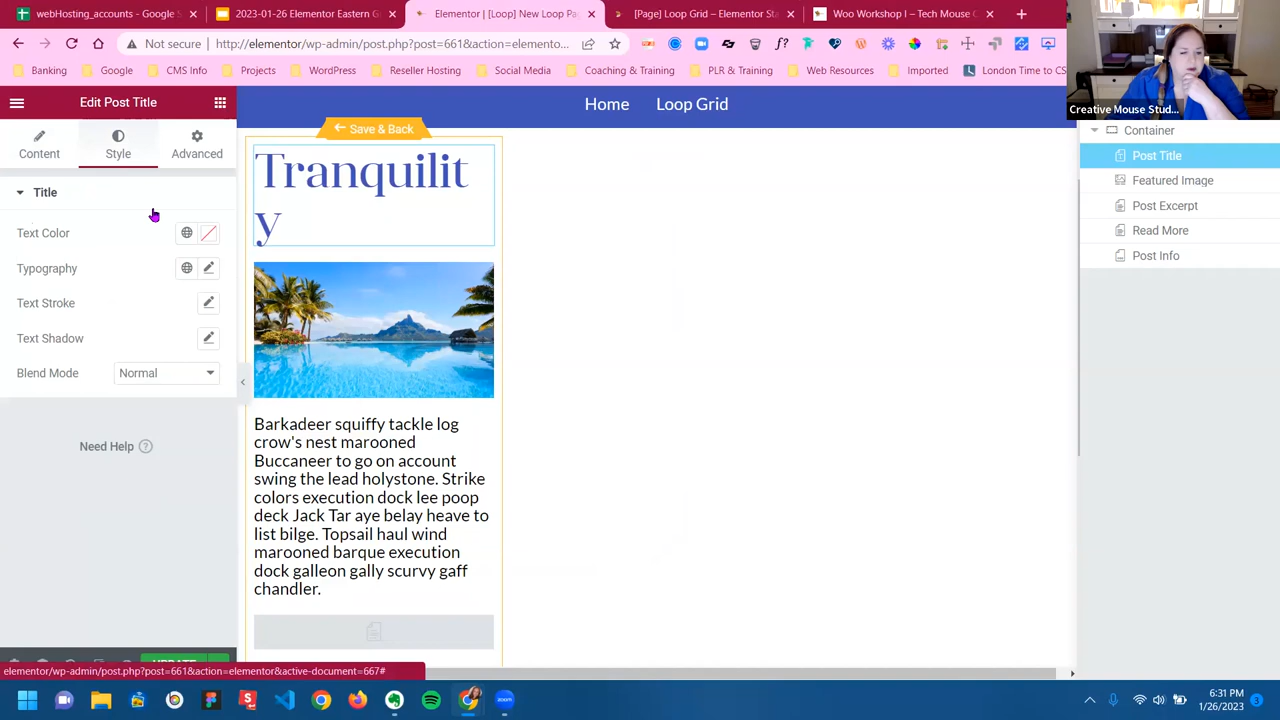 webHosting_accounts - Google S
2023-01-26 Elementor Eastern G
Elementor | [Loop] New Loop Pa
[Page] Loop Grid – Elementor Sta
Woo Workshop I – Tech Mouse C
Not secure
http://elementor/wp-admin/post.php?post=661&action=elemento...
Banking
Google
CMS Info
Projects
WordPress
Coaching & Training
PLR & Training
Imported
London Time to CS
Creative Mouse Stud...
Edit Post Title
Content
Style
Advanced
Title
Text Color
Typography
Text Stroke
Text Shadow
Blend Mode
Normal
Need Help
Home
Loop Grid
Save & Back
Tranquilit
y
Barkadeer squiffy tackle log
crow's nest marooned
Buccaneer to go on account
swing the lead holystone. Strike
colors execution dock lee poop
deck Jack Tar aye belay heave to
list bilge. Topsail haul wind
marooned barque execution
dock galleon gally scurvy gaff
chandler.
Container
Post Title
Featured Image
Post Excerpt
Read More
Post Info
UPDATE
elementor/wp-admin/post.php?post=661&action=elementor&active-document=667#
zoom
6:31 PM
1/26/2023
3